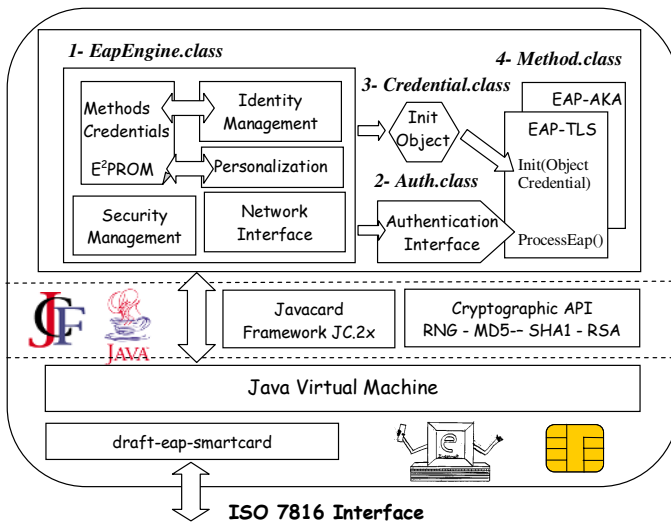 1- EapEngine.class
4- Method.class
3- Credential.class
Methods
Credentials
E²PROM
Identity
Management
Personalization
Security
Management
Network
Interface
Init
Object
2- Auth.class
Authentication
Interface
EAP-AKA
EAP-TLS
Init(Object
Credential)
ProcessEap()
JCF
JAVA
Javacard
Framework JC.2x
Cryptographic API
RNG - MD5-- SHA1 - RSA
Java Virtual Machine
draft-eap-smartcard
e
ISO 7816 Interface